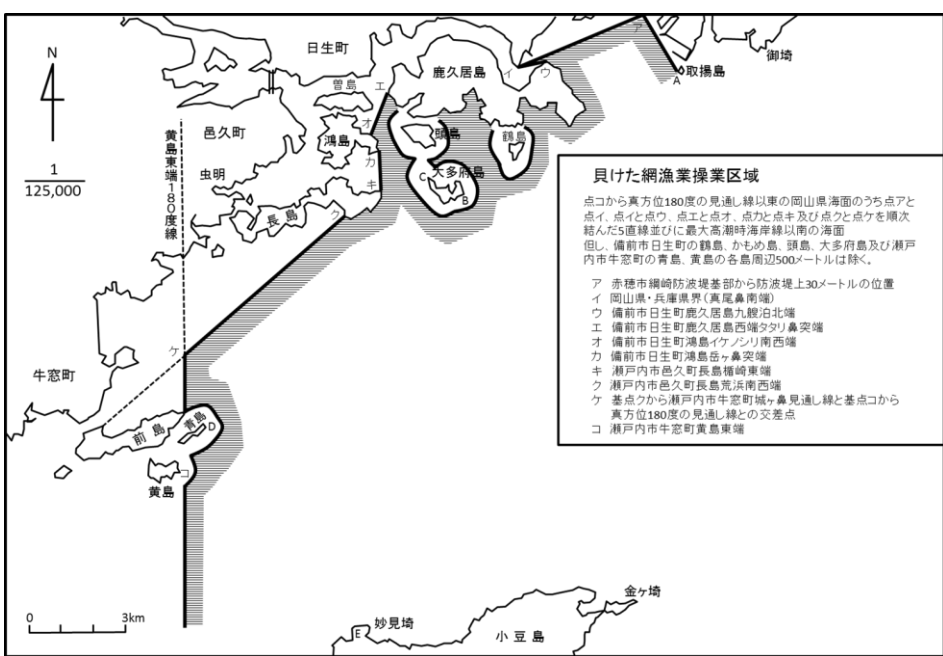 N
1
125,000
日生町
曽島
エ
鹿久居島
イ
ウ
ア
取揚島
A
御埼
黄島東端180度線
邑久町
虫明
鴻島
オ
カ
キ
頭島
鶴島
C
大多府島
B
長島
ク
ケ
牛窓町
前島
青島
D
コ
黄島
0
3km
E
妙見埼
小豆島
金ヶ埼
貝けた網漁業操業区域
点コから真方位180度の見通し線以東の岡山県海面のうち点アと
点イ、点イと点ウ、点エと点オ、点カと点キ及び点クと点ケを順次
結んだ5直線並びに最大高潮時海岸線以南の海面
但し、備前市日生町の鶴島、かもめ島、頭島、大多府島及び瀬戸
内市牛窓町の青島、黄島の各島周辺500メートルは除く。
ア 赤穂市綱崎防波堤基部から防波堤上30メートルの位置
イ 岡山県・兵庫県界(真尾鼻南端)
ウ 備前市日生町鹿久居島九艘泊北端
エ 備前市日生町鹿久居島西端タタリ鼻突端
オ 備前市日生町鴻島イケノシリ南西端
カ 備前市日生町鴻島岳ヶ鼻突端
キ 瀬戸内市邑久町長島楯崎東端
ク 瀬戸内市邑久町長島荒浜南西端
ケ 基点クから瀬戸内市牛窓町城ヶ鼻見通し線と基点コから
真方位180度の見通し線との交差点
コ 瀬戸内市牛窓町黄島東端